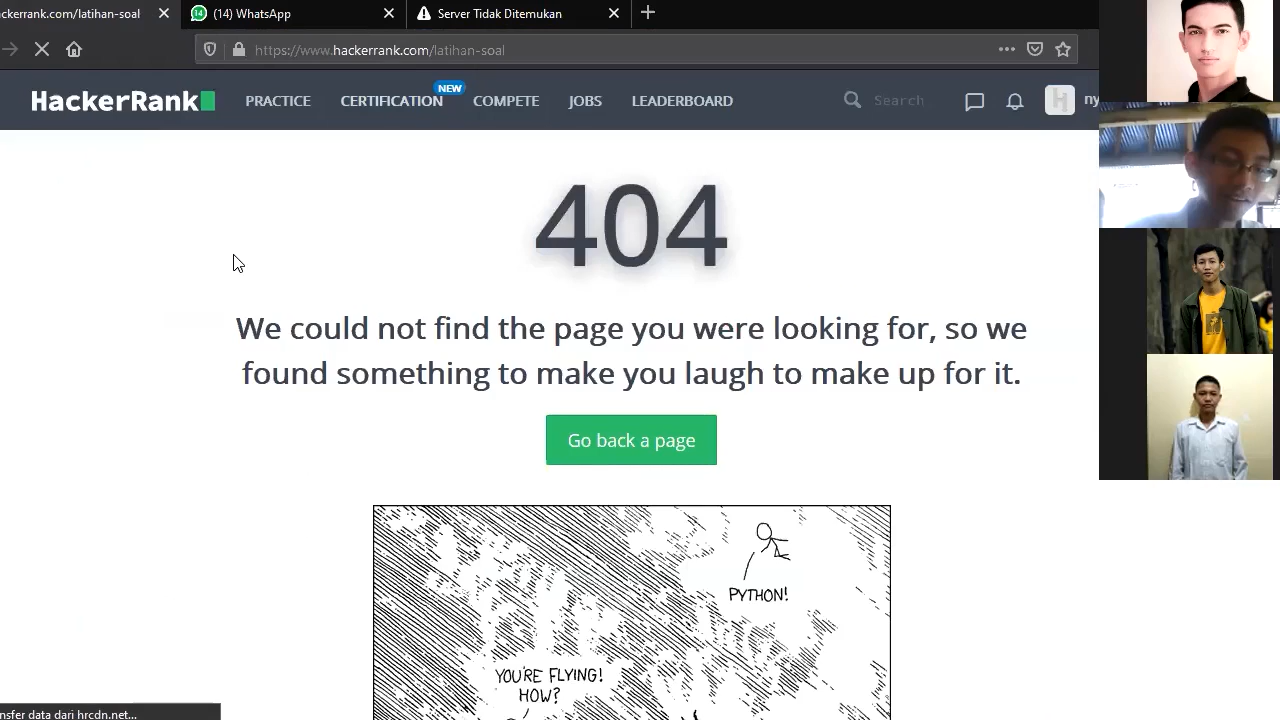 ckerrank.com/latihan-soal
14
(14) WhatsApp
Server Tidak Ditemukan
https://www.hackerrank.com/latihan-soal
HackerRank
PRACTICE
CERTIFICATION
NEW
COMPETE
JOBS
LEADERBOARD
Search
H
ny
404
We could not find the page you were looking for, so we
found something to make you laugh to make up for it.
Go back a page
PYTHON!
YOU'RE FLYING!
HOW?
nsfer data dari hrcdn.net...